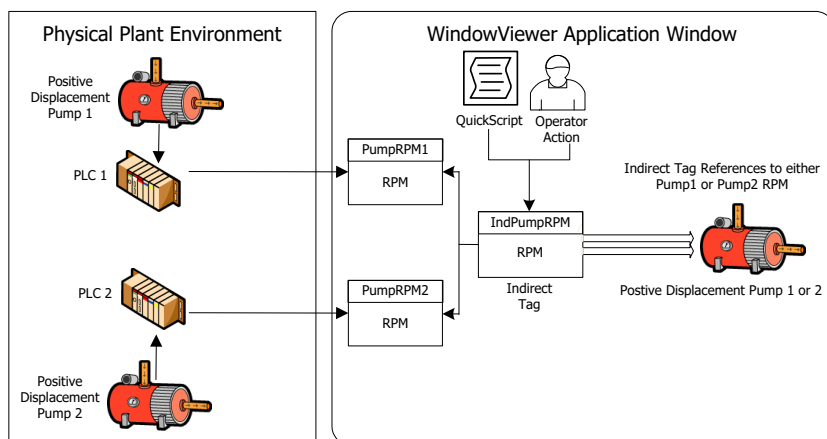 Physical Plant Environment
Positive
Displacement
Pump 1
PLC 1
PLC 2
Positive
Displacement
Pump 2
WindowViewer Application Window
QuickScript
Operator
Action
PumpRPM1
RPM
IndPumpRPM
RPM
Indirect
Tag
PumpRPM2
RPM
Indirect Tag References to either
Pump1 or Pump2 RPM
Postive Displacement Pump 1 or 2